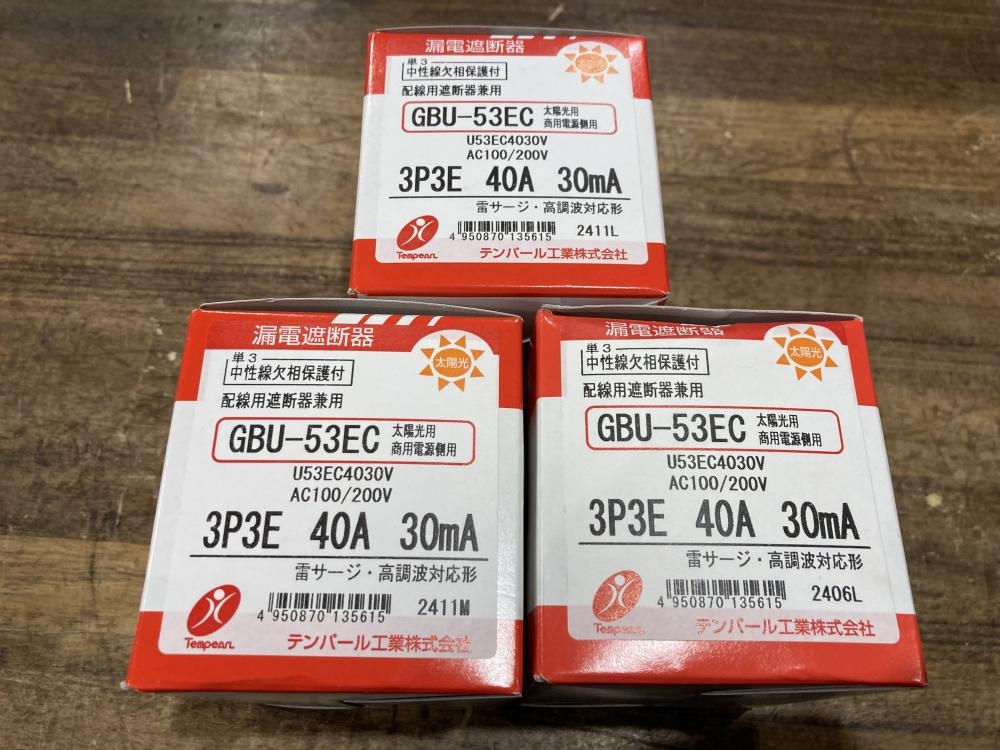 漏電遮断器
太陽光
単3
中性線欠相保護付
配線用遮断器兼用
GBU-53EC 太陽光用
商用電源側用
U53EC4030V
AC100/200V
3P3E 40A 30mA
雷サージ・高調波対応形
4 950870 135615 2411L
Tempearl テンパール工業株式会社
漏電遮断器
太陽光
単3
中性線欠相保護付
配線用遮断器兼用
GBU-53EC 太陽光用
商用電源側用
U53EC4030V
AC100/200V
3P3E 40A 30mA
雷サージ・高調波対応形
4 950870 135615 2411M
Tempearl テンパール工業株式会社
漏電遮断器
太陽光
単3
中性線欠相保護付
配線用遮断器兼用
GBU-53EC 太陽光用
商用電源側用
U53EC4030V
AC100/200V
3P3E 40A 30mA
雷サージ・高調波対応形
4 950870 135615 2406L
Tempearl テンパール工業株式会社